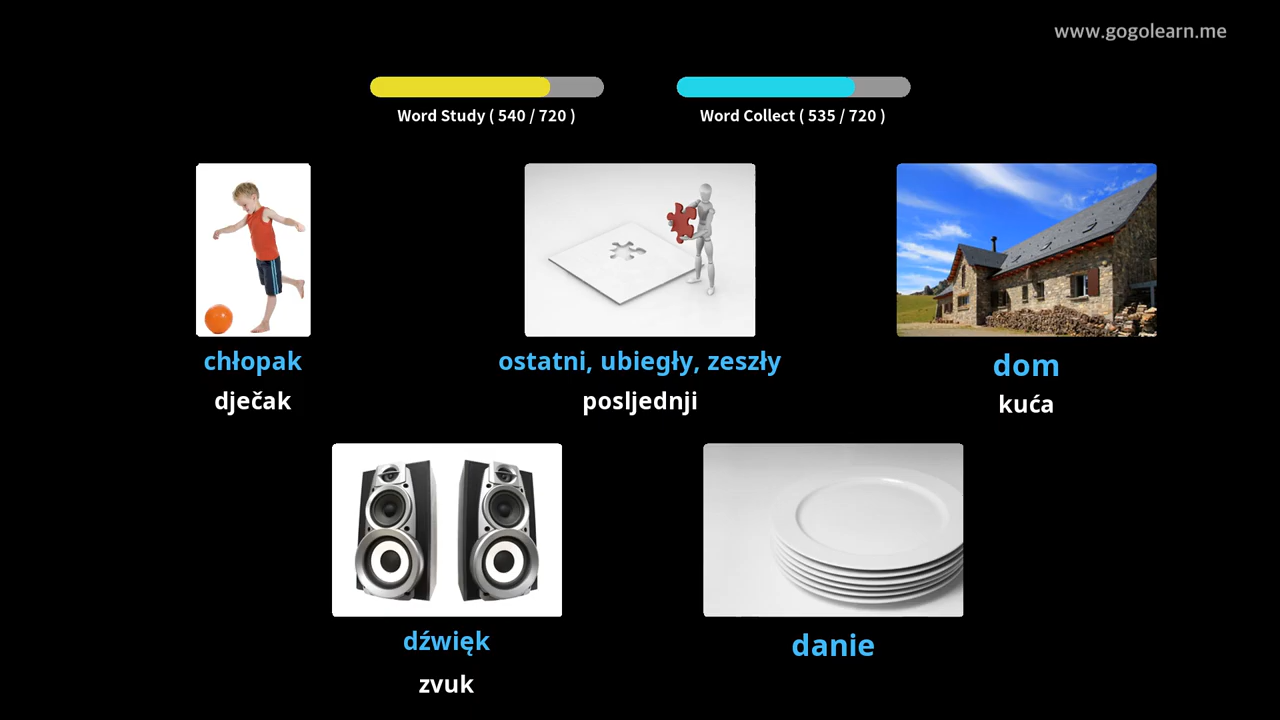 www.gogolearn.me
Word Study ( 540 / 720 )
Word Collect ( 535 / 720 )
chłopak
dječak
ostatni, ubiegły, zeszły
posljednji
dom
kuća
dźwięk
zvuk
danie